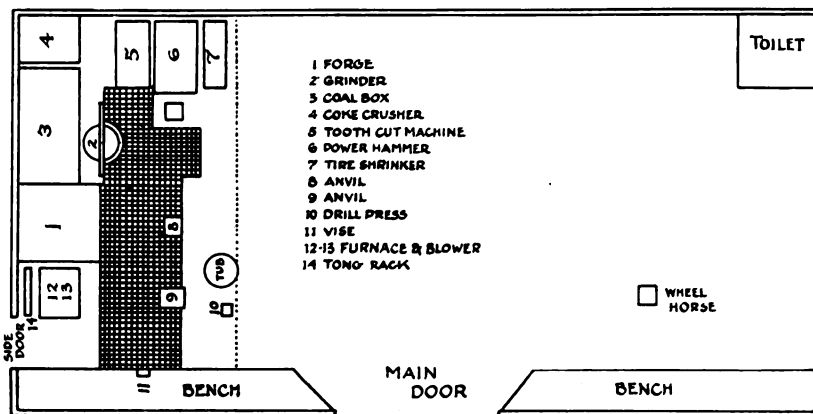 4
5
6
7
TOILET
3
2
1 FORGE
2 GRINDER
3 COAL BOX
4 COKE CRUSHER
5 TOOTH CUT MACHINE
6 POWER HAMMER
7 TIRE SHRINKER
8 ANVIL
9 ANVIL
10 DRILL PRESS
11 VISE
12-13 FURNACE & BLOWER
14 TONG RACK
1
8
TUB
12
13
9
10
14
SIDE
DOOR
WHEEL
HORSE
11
BENCH
MAIN
DOOR
BENCH